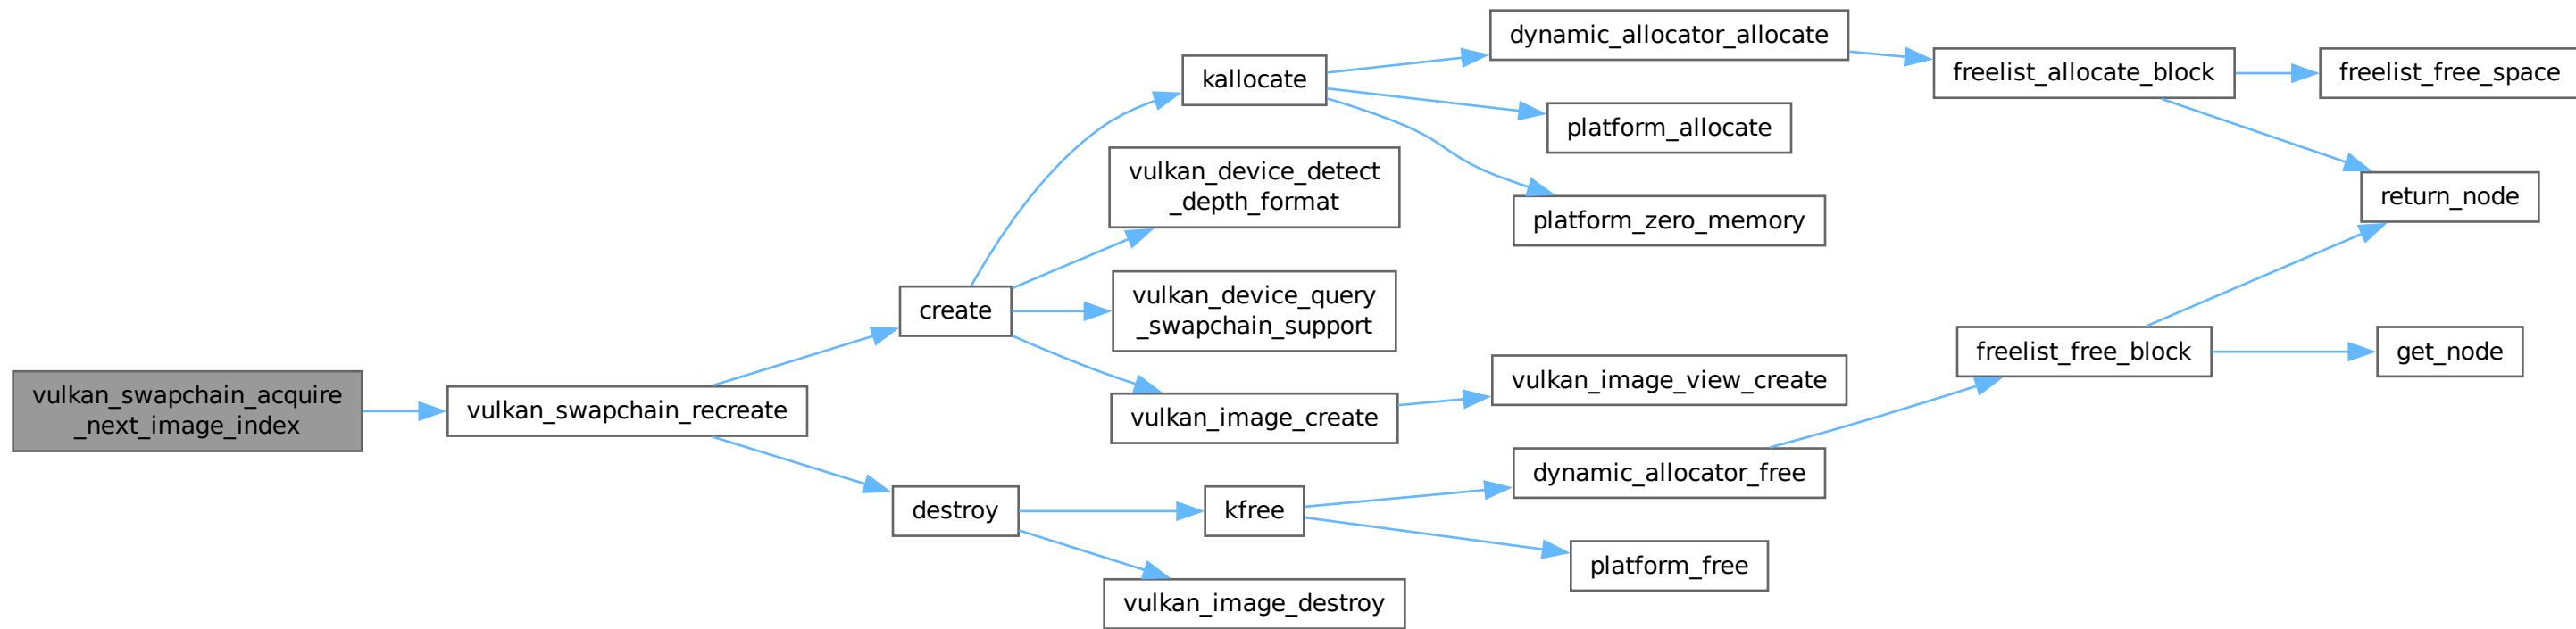 vulkan_swapchain_acquire
_next_image_index
vulkan_swapchain_recreate
create
destroy
kallocate
vulkan_device_detect
_depth_format
vulkan_device_query
_swapchain_support
vulkan_image_create
kfree
vulkan_image_destroy
dynamic_allocator_allocate
platform_allocate
platform_zero_memory
vulkan_image_view_create
dynamic_allocator_free
platform_free
freelist_allocate_block
freelist_free_block
freelist_free_space
return_node
get_node